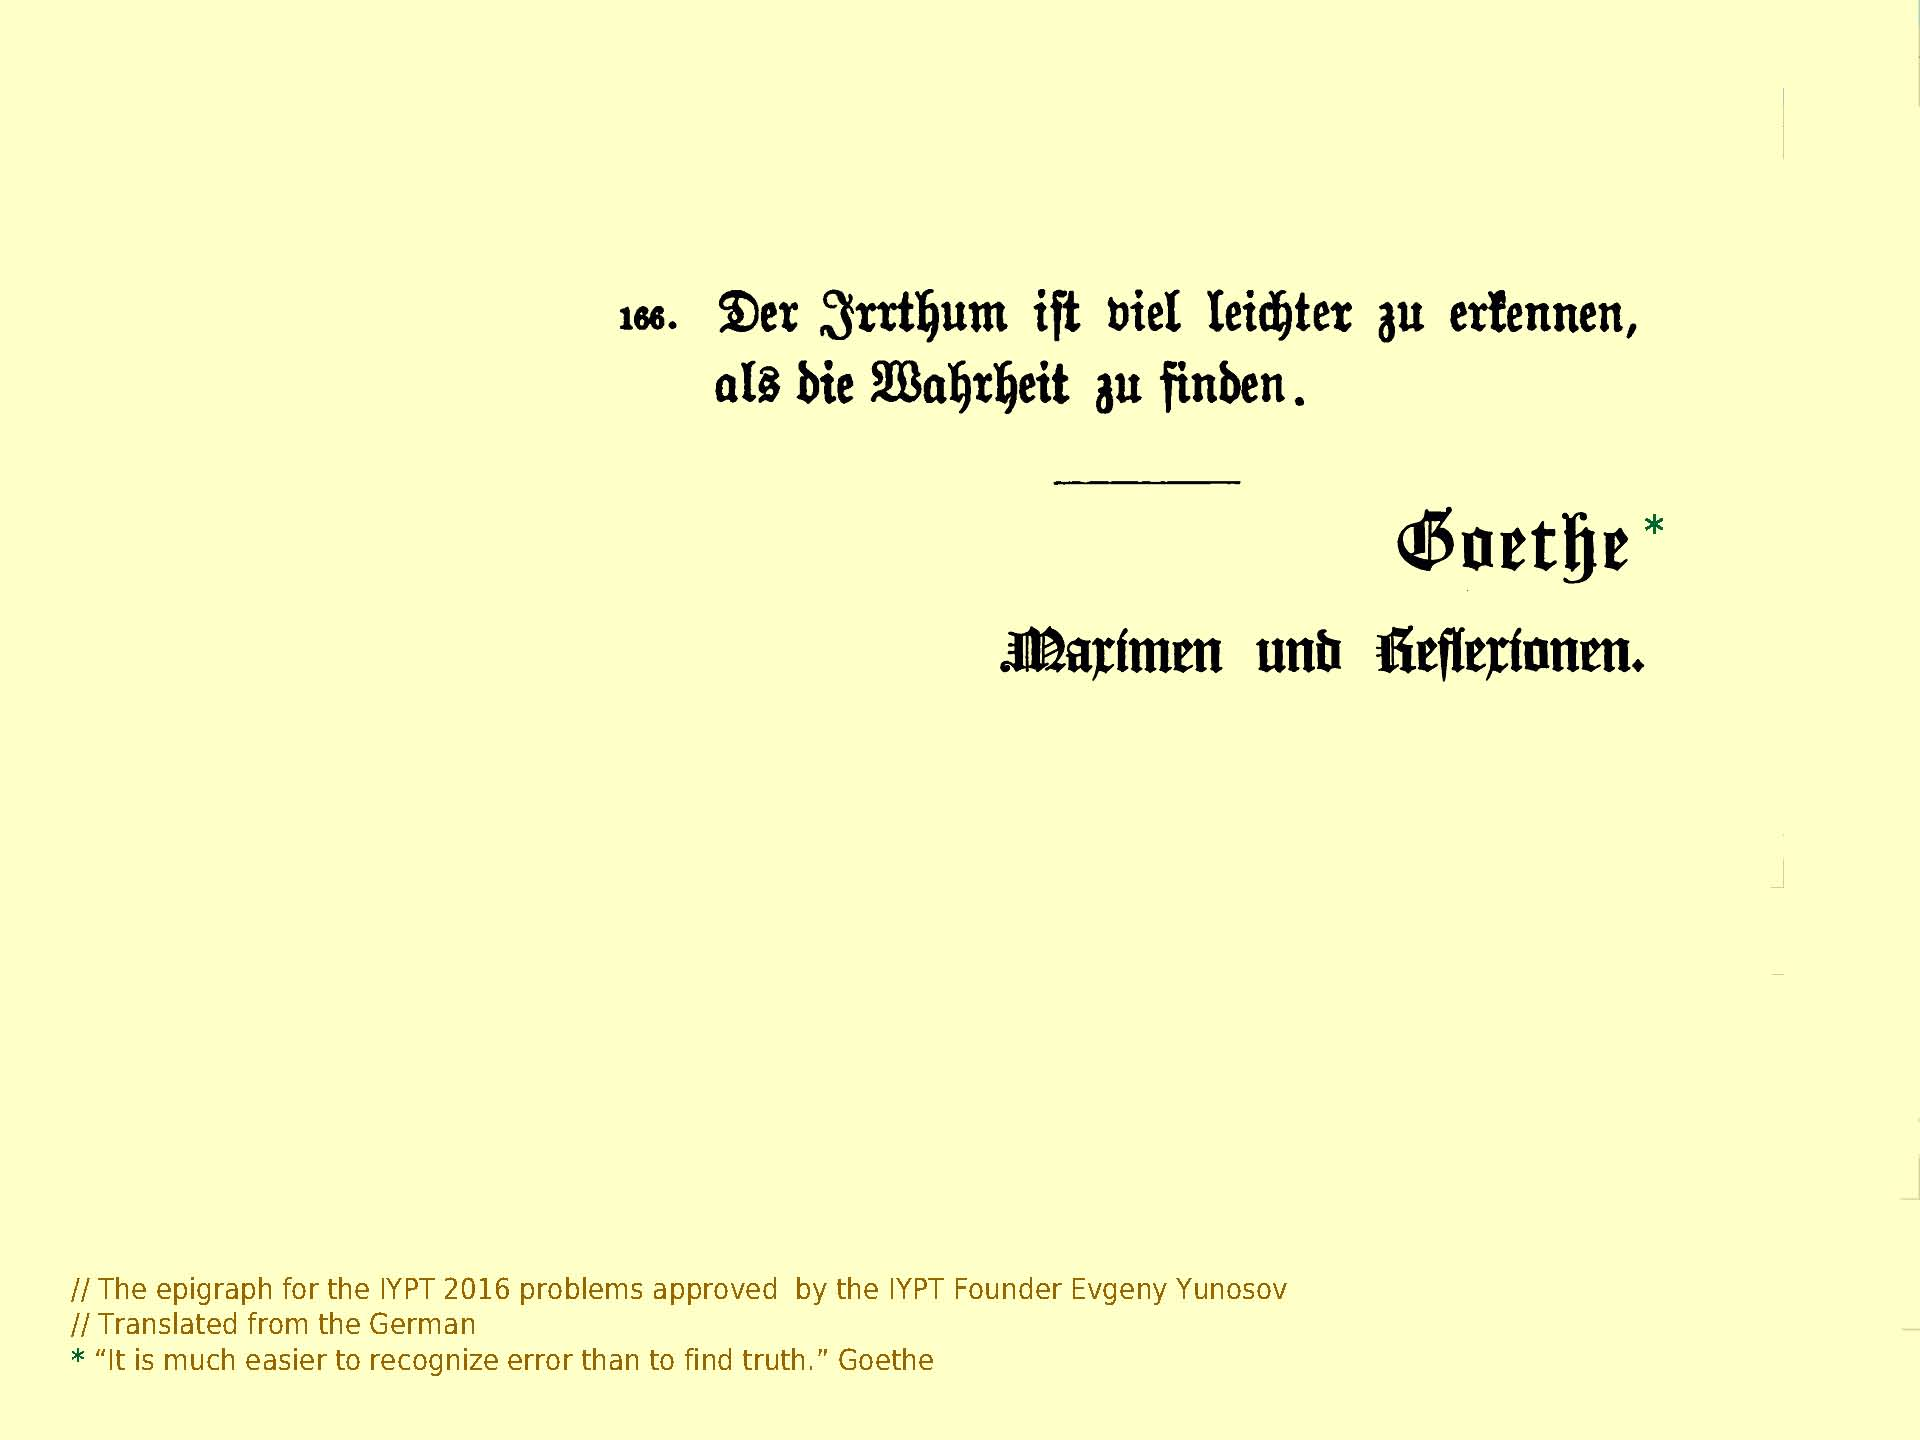 166. Der Irrthum ist viel leichter zu erkennen,
als die Wahrheit zu finden.
Goethe*
Maximen und Reflexionen.
// The epigraph for the IYPT 2016 problems approved  by the IYPT Founder Evgeny Yunosov
// Translated from the German
* “It is much easier to recognize error than to find truth.” Goethe